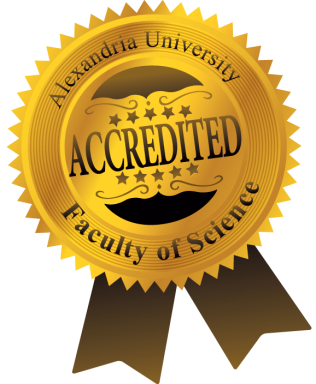 Alexandria University
ACCREDITED
Faculty of Science